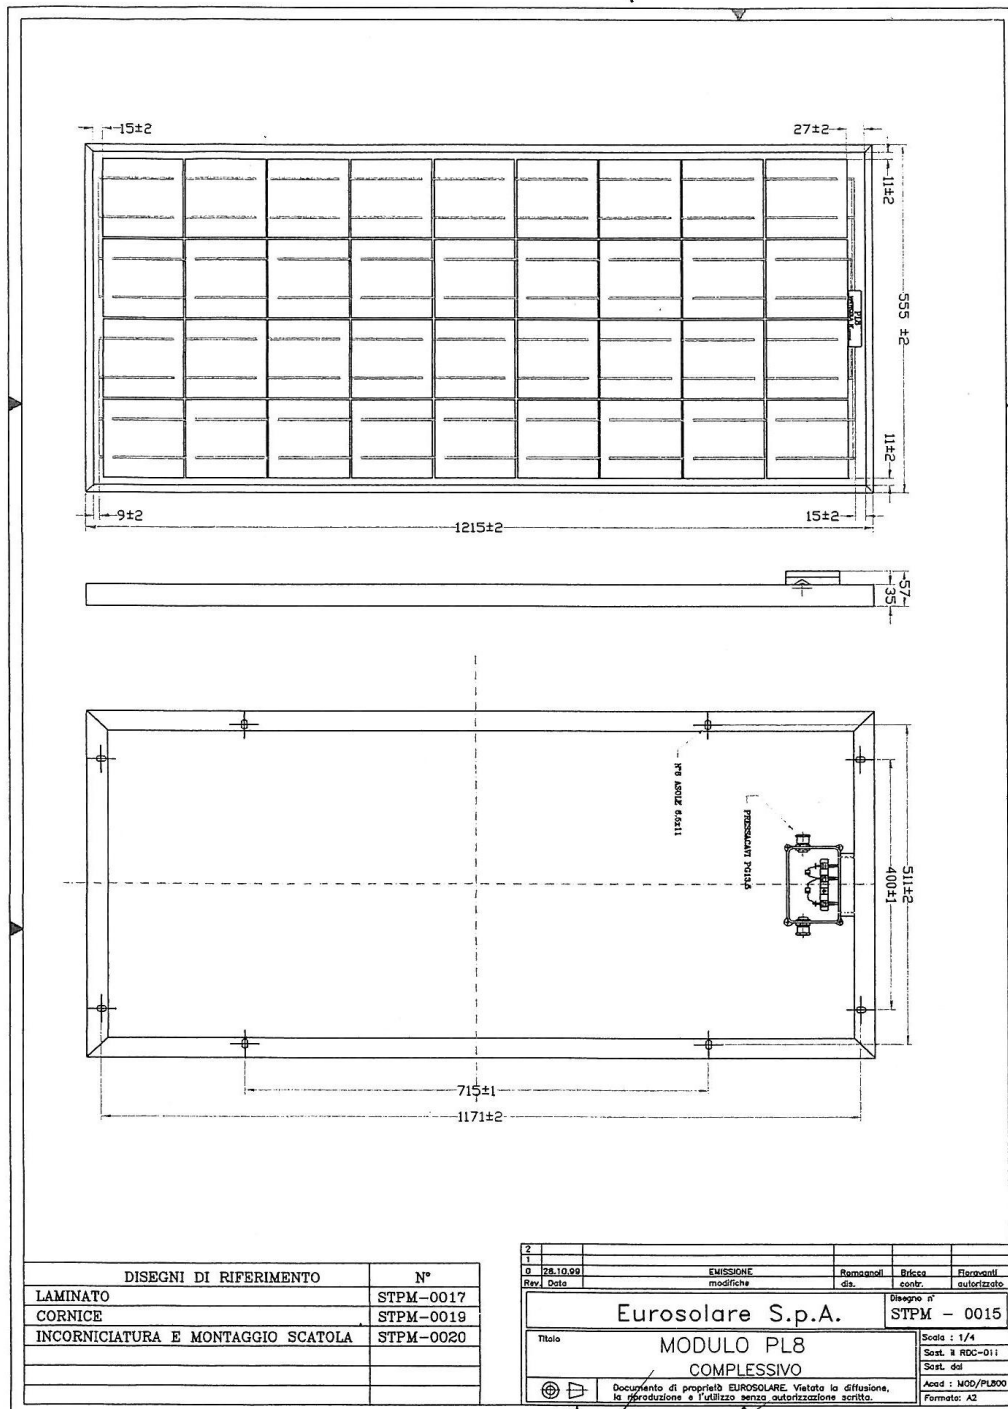 15±2
27±2
11±2
555 ±2
PL8
11±2
9±2
15±2
1215±2
57
35
N°8 ASOLE 6.5x11
PRESSACAVI PG13.5
511±2
400±1
715±1
1171±2
DISEGNI DI RIFERIMENTO N°
LAMINATO STPM-0017
CORNICE STPM-0019
INCORNICIATURA E MONTAGGIO SCATOLA STPM-0020
2
1
0 28.10.99 EMISSIONE Romagnoli Bricca Fioravanti
Rev. Data modifiche dis. contr. autorizzato
Eurosolare S.p.A.
Disegno n°
STPM - 0015
Titolo
MODULO PL8
COMPLESSIVO
Scala : 1/4
Sost. il RDC-011
Sost. dal
Acad : MOD/PL800
Formato: A2
Documento di proprietà EUROSOLARE. Vietata la diffusione,
la riproduzione e l'utilizzo senza autorizzazione scritta.